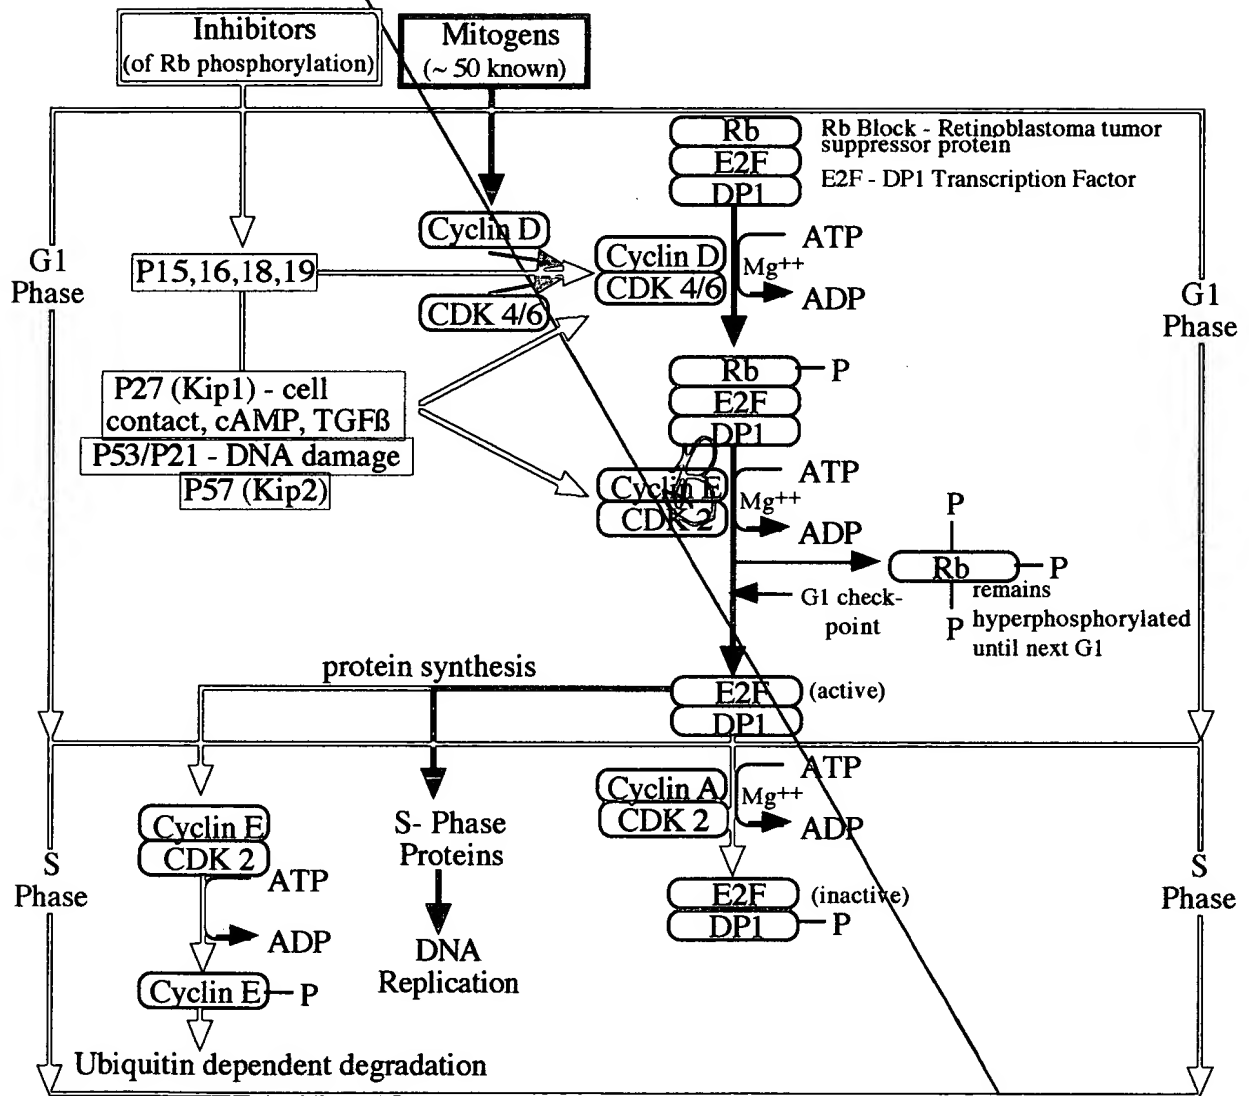 Inhibitors
(of Rb phosphorylation)
Mitogens
(~ 50 known)
Rb
E2F
DP1
Rb Block - Retinoblastoma tumor
suppressor protein
E2F - DP1 Transcription Factor
G1
Phase
P15,16,18,19
Cyclin D
CDK 4/6
Cyclin D
CDK 4/6
ATP
Mg++
ADP
G1
Phase
P27 (Kip1) - cell
contact, cAMP, TGFß
P53/P21 - DNA damage
P57 (Kip2)
Rb
P
E2F
DP1
Cyclin E
CDK 2
ATP
Mg++
ADP
P
Rb
P
P
remains
hyperphosphorylated
until next G1
G1 check-
point
protein synthesis
E2F
(active)
DP1
S
Phase
Cyclin E
CDK 2
ATP
ADP
Cyclin E
P
Ubiquitin dependent degradation
S- Phase
Proteins
DNA
Replication
Cyclin A
CDK 2
ATP
Mg++
ADP
E2F
(inactive)
DP1
P
S
Phase